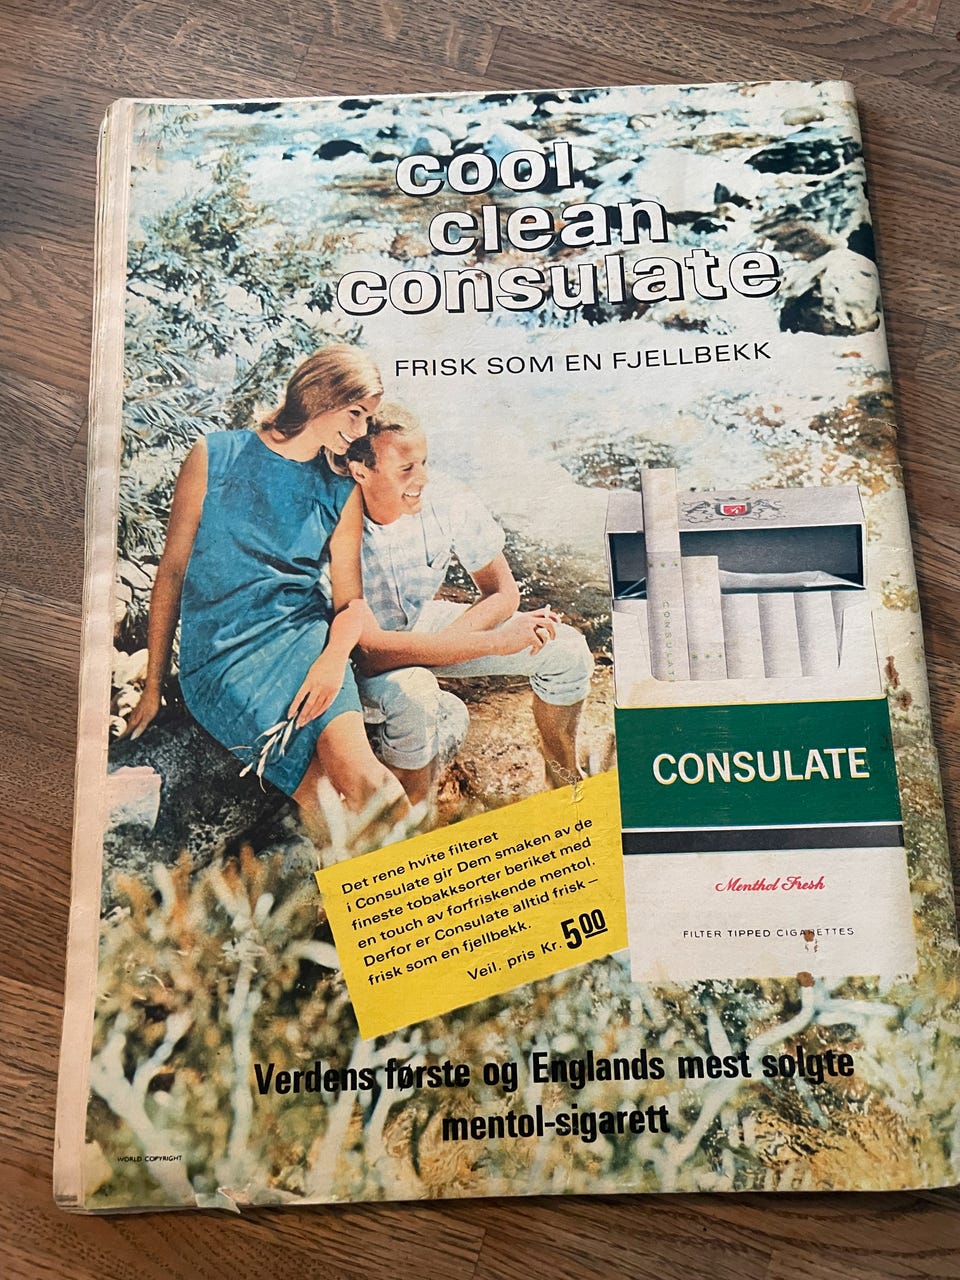 cool
clean
consulate
FRISK SOM EN FJELLBEKK
CONSULATE
CONSULATE
Menthol Fresh
FILTER TIPPED CIGARETTES
Det rene hvite filteret
i Consulate gir Dem smaken av de
fineste tobakksorter beriket med
en touch av forfriskende mentol.
Derfor er Consulate alltid frisk –
frisk som en fjellbekk.
Veil. pris Kr. 5.00
Verdens første og Englands mest solgte
mentol-sigarett
WORLD COPYRIGHT